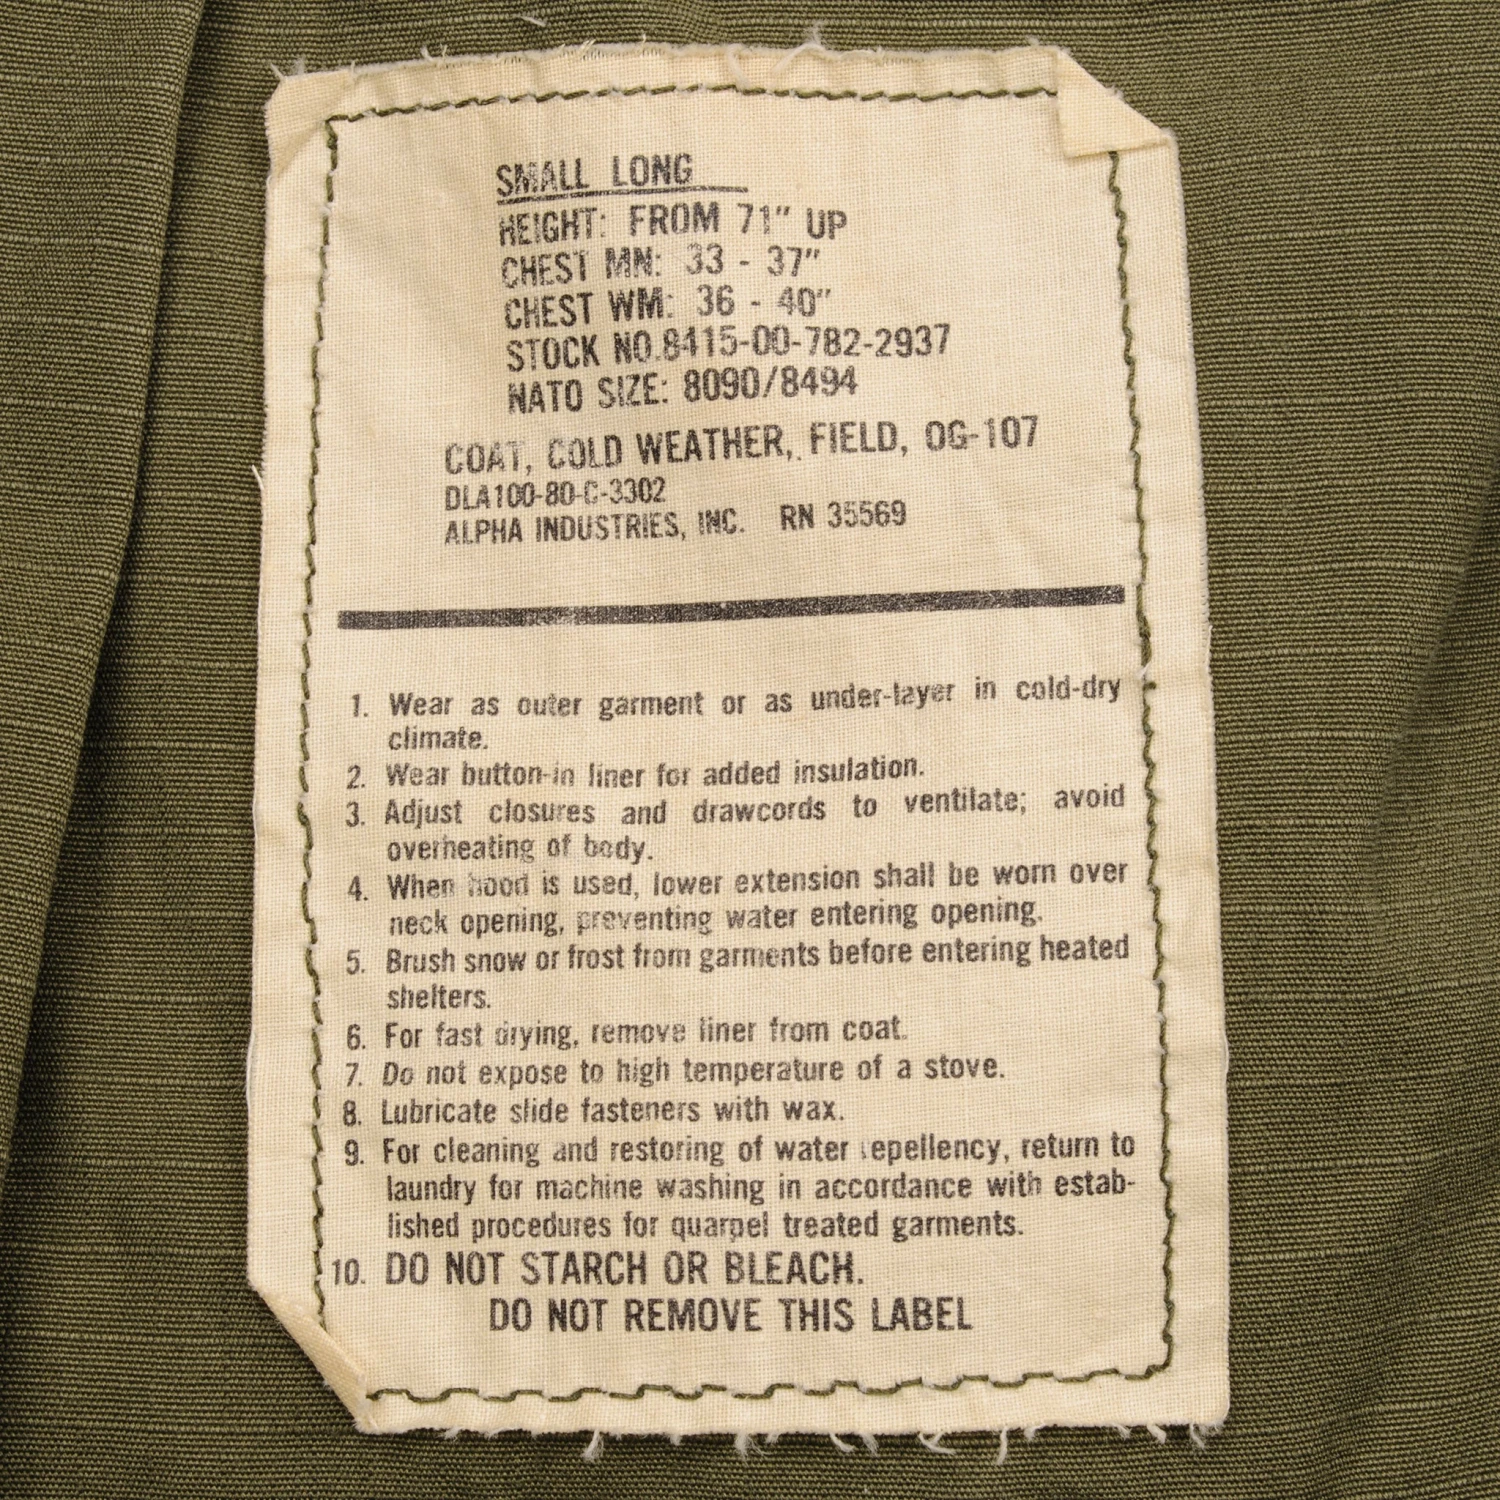 SMALL LONG
HEIGHT: FROM 71" UP
CHEST MN: 33 - 37"
CHEST WM: 36 - 40"
STOCK NO.8415-00-782-2937
NATO SIZE: 8090/8494
COAT, COLD WEATHER, FIELD, OG-107
DLA100-80-C-3302
ALPHA INDUSTRIES, INC. RN 35569
1. Wear as outer garment or as under-layer in cold-dry
climate.
2. Wear button-in liner for added insulation.
3. Adjust closures and drawcords to ventilate; avoid
overheating of body.
4. When hood is used, lower extension shall be worn over
neck opening, preventing water entering opening.
5. Brush snow or frost from garments before entering heated
shelters.
6. For fast drying, remove liner from coat.
7. Do not expose to high temperature of a stove.
8. Lubricate slide fasteners with wax.
9. For cleaning and restoring of water repellency, return to
laundry for machine washing in accordance with estab-
lished procedures for quarpel treated garments.
10. DO NOT STARCH OR BLEACH.
DO NOT REMOVE THIS LABEL